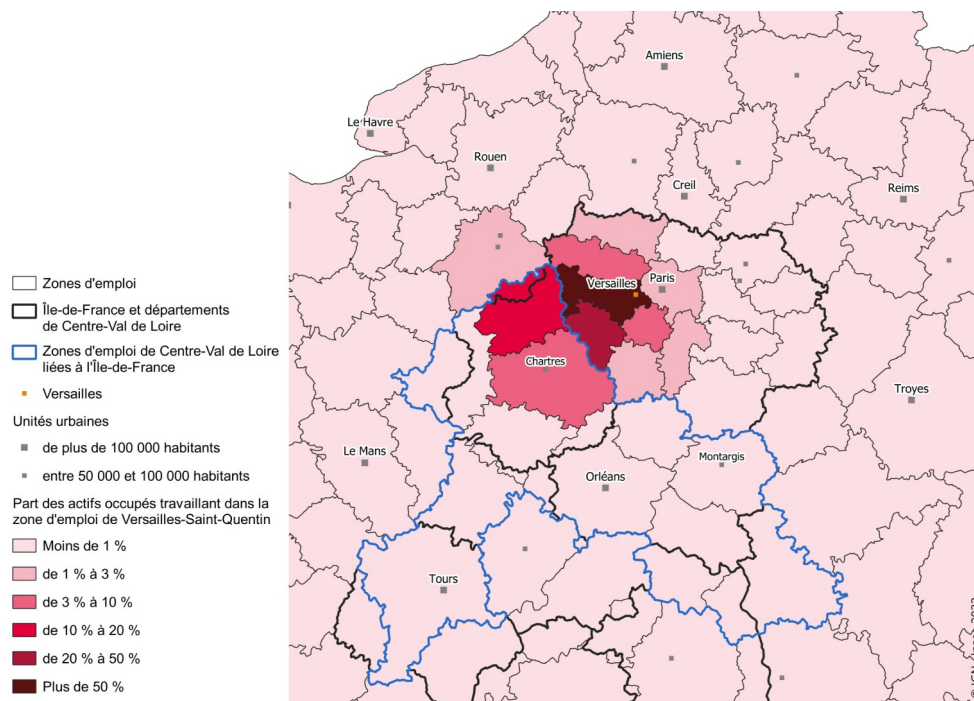 Amiens
Le Havre
Rouen
Creil
Reims
Versailles
Paris
Chartres
Troyes
Le Mans
Montargis
Orléans
Tours
Zones d'emploi
Île-de-France et départements
de Centre-Val de Loire
Zones d'emploi de Centre-Val de Loire
liées à l'Île-de-France
Versailles
Unités urbaines
de plus de 100 000 habitants
entre 50 000 et 100 000 habitants
Part des actifs occupés travaillant dans la
zone d'emploi de Versailles-Saint-Quentin
Moins de 1 %
de 1 % à 3 %
de 3 % à 10 %
de 10 % à 20 %
de 20 % à 50 %
Plus de 50 %